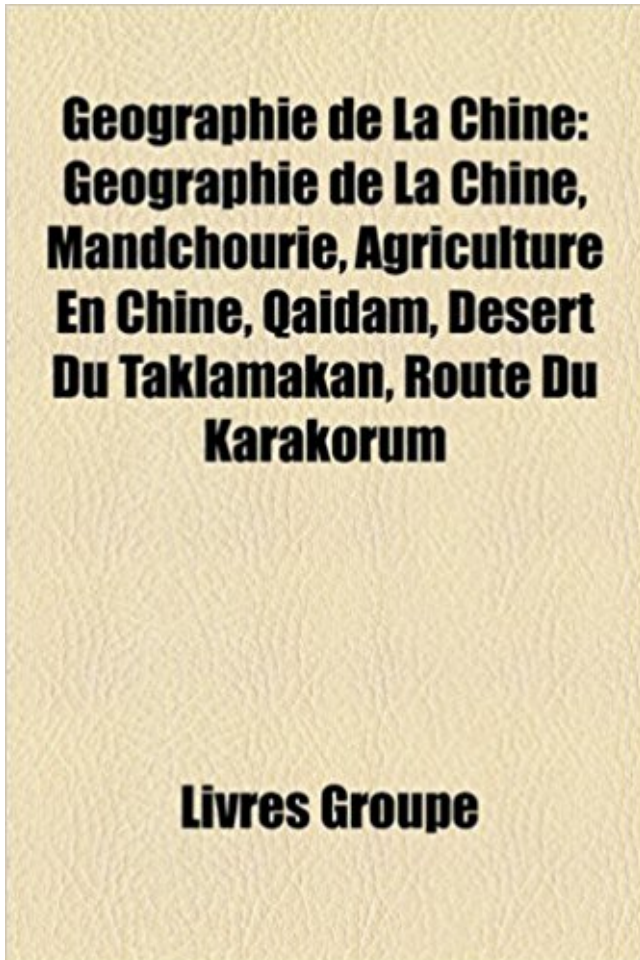 Geographie de La Chine:
Geographie de La Chine,
Mandchourie, Agriculture
En Chine, Qaidam, Desert
Du Taklamakan, Route Du
Karakorum
Livres Groupe